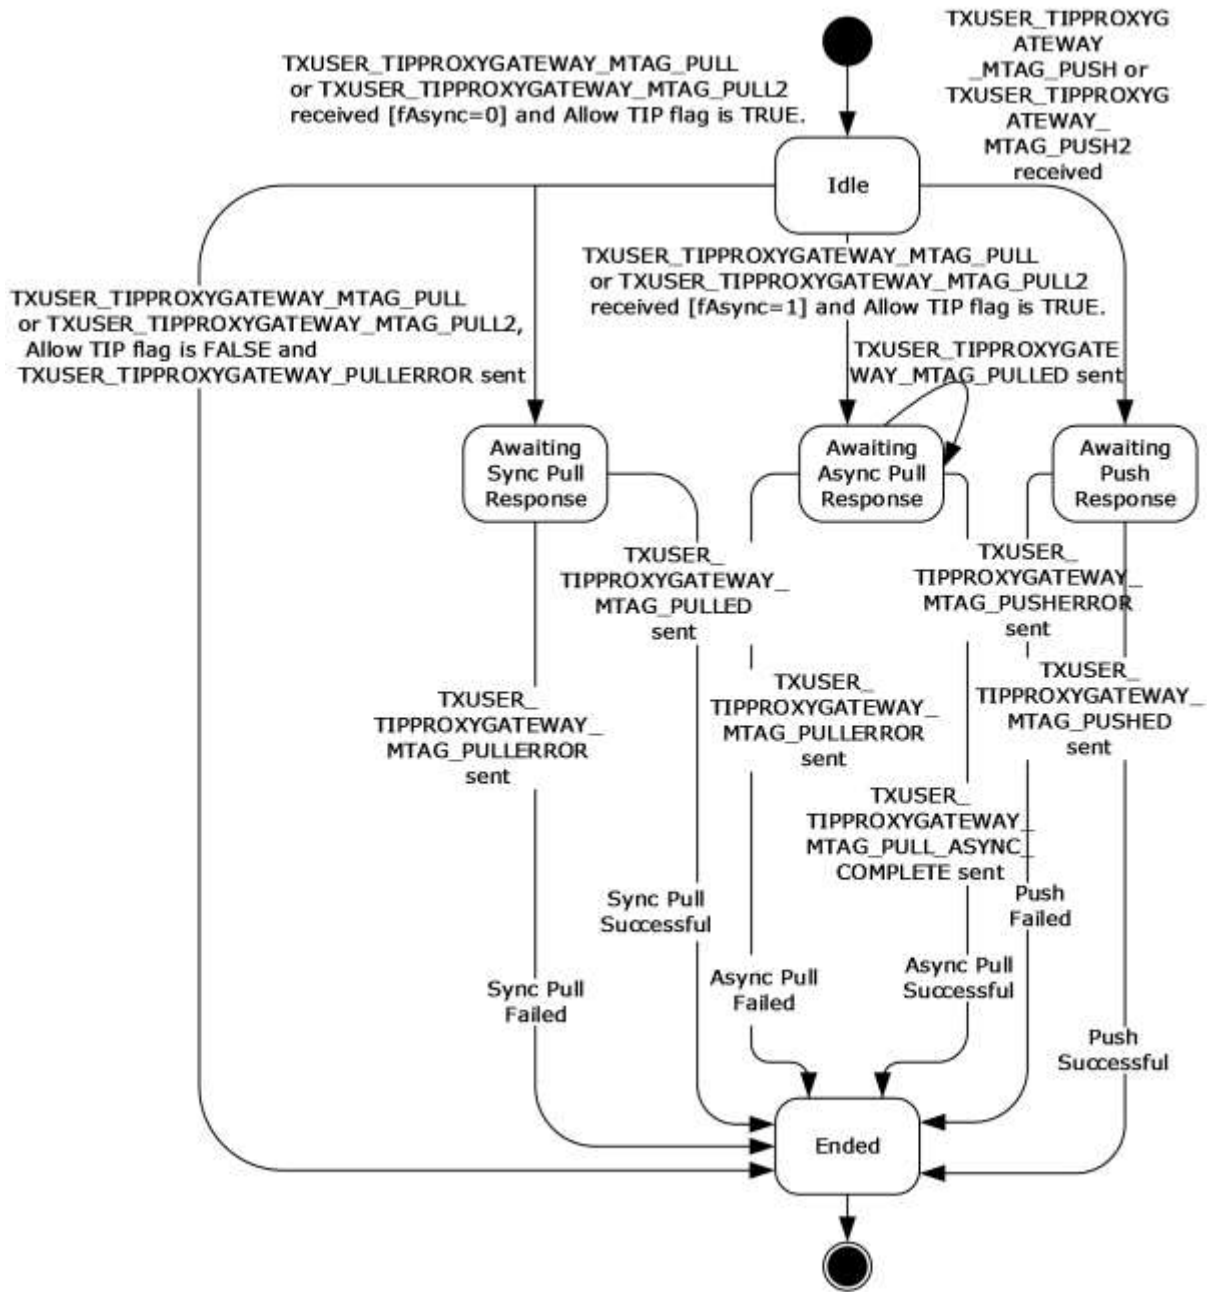 TXUSER_TIPPROXYG
ATEWAY
_MTAG_PUSH or
TXUSER_TIPPROXYG
ATEWAY_
MTAG_PUSH2
received
TXUSER_TIPPROXYGATEWAY_MTAG_PULL
or TXUSER_TIPPROXYGATEWAY_MTAG_PULL2
received [fAsync=0] and Allow TIP flag is TRUE.
Idle
TXUSER_TIPPROXYGATEWAY_MTAG_PULL
or TXUSER_TIPPROXYGATEWAY_MTAG_PULL2
received [fAsync=1] and Allow TIP flag is TRUE.
TXUSER_TIPPROXYGATEWAY_MTAG_PULL
or TXUSER_TIPPROXYGATEWAY_MTAG_PULL2,
Allow TIP flag is FALSE and
TXUSER_TIPPROXYGATEWAY_PULLERROR sent
TXUSER_TIPPROXYGATE
WAY_MTAG_PULLED sent
Awaiting
Sync Pull
Response
Awaiting
Async Pull
Response
Awaiting
Push
Response
TXUSER_
TIPPROXYGATEWAY_
MTAG_PULLED
sent
TXUSER_
TIPPROXYGATEWAY_
MTAG_PUSHERROR
sent
TXUSER_
TIPPROXYGATEWAY_
MTAG_PULLERROR
sent
TXUSER_
TIPPROXYGATEWAY_
MTAG_PULLERROR
sent
TXUSER_
TIPPROXYGATEWAY_
MTAG_PUSHED
sent
TXUSER_
TIPPROXYGATEWAY_
MTAG_PULL_ASYNC_
COMPLETE sent
Sync Pull
Successful
Push
Failed
Sync Pull
Failed
Async Pull
Failed
Async Pull
Successful
Push
Successful
Ended